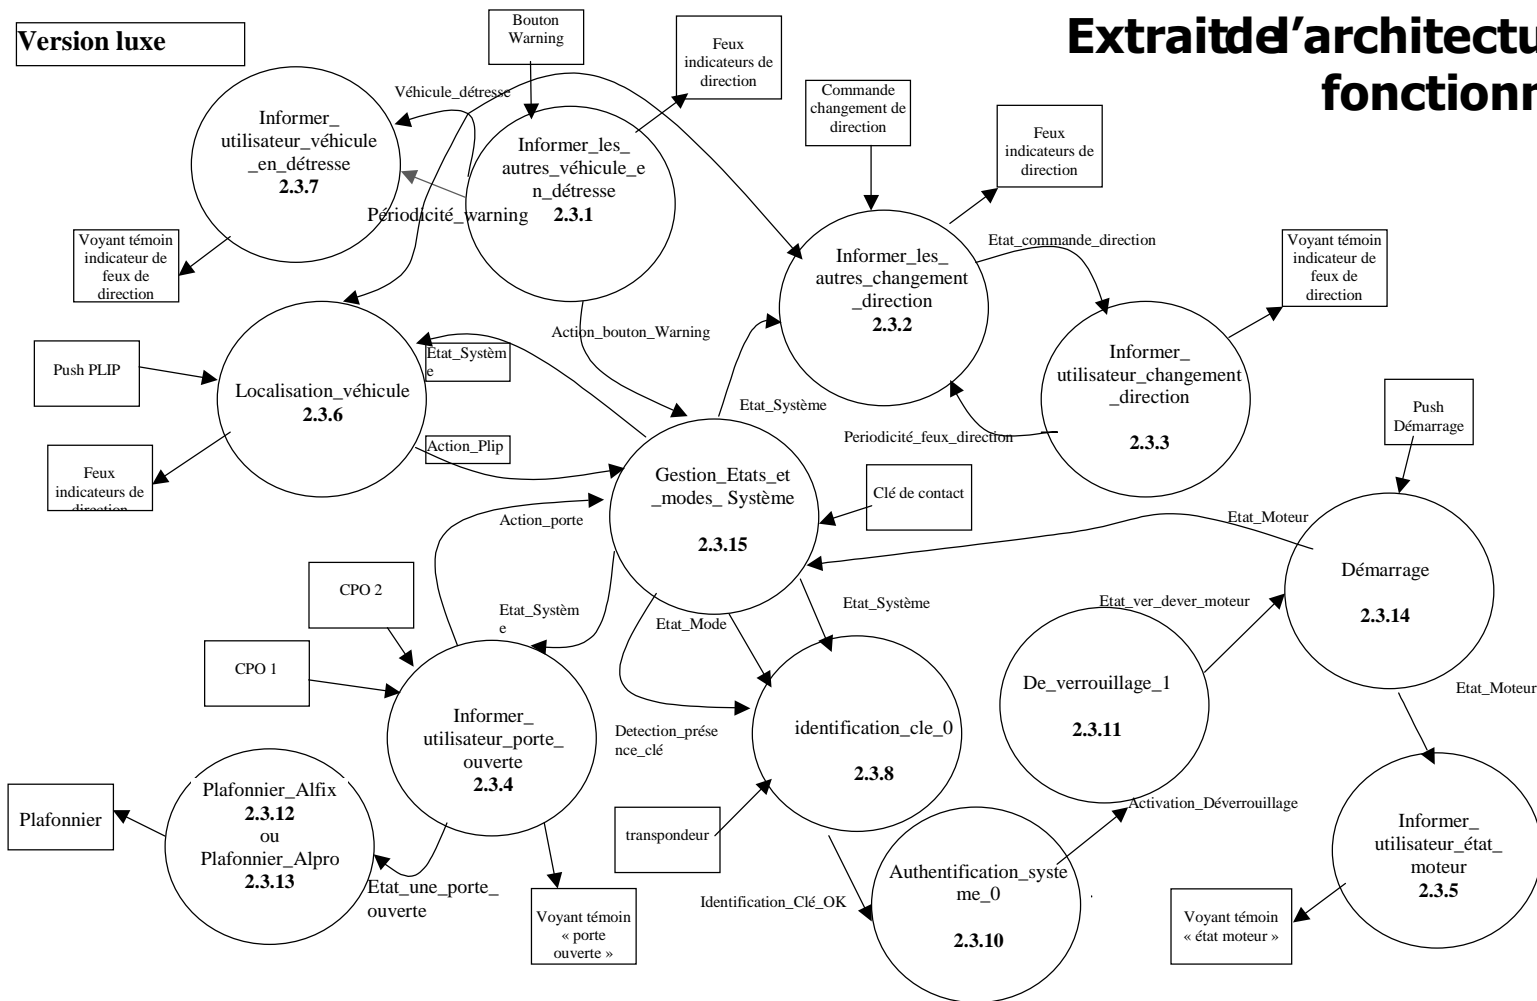 Version luxe
Extraitdel’architectu
fonctionn
Bouton
Warning
Feux
indicateurs de
direction
Véhicule_détresse
Commande
changement de
direction
Feux
indicateurs de
direction
Informer_
utilisateur_véhicule
_en_détresse
2.3.7
Informer_les_
autres_véhicule_e
n_détresse
2.3.1
Périodicité_warning
Voyant témoin
indicateur de
feux de
direction
Informer_les_
autres_changement
_direction
2.3.2
Etat_commande_direction
Voyant témoin
indicateur de
feux de
direction
Action_bouton_Warning
Etat_Systèm
e
Push PLIP
Localisation_véhicule
2.3.6
Informer_
utilisateur_changement
_direction
2.3.3
Etat_Système
Periodicité_feux_direction
Push
Démarrage
Action_Plip
Feux
indicateurs de
direction
Gestion_Etats_et
_modes_ Système
2.3.15
Clé de contact
Action_porte
Etat_Moteur
Démarrage
2.3.14
CPO 2
Etat_Systèm
e
Etat_Mode
Etat_Système
Etat_ver_dever_moteur
CPO 1
De_verrouillage_1
2.3.11
Etat_Moteur
Informer_
utilisateur_porte_
ouverte
2.3.4
Detection_prése
nce_clé
identification_cle_0
2.3.8
Plafonnier
Plafonnier_Alfix
2.3.12
ou
Plafonnier_Alpro
2.3.13
transpondeur
Activation_Déverrouillage
Informer_
utilisateur_état_
moteur
2.3.5
Etat_une_porte_
ouverte
Voyant témoin
« porte
ouverte »
Identification_Clé_OK
Authentification_syste
me_0
2.3.10
Voyant témoin
« état moteur »